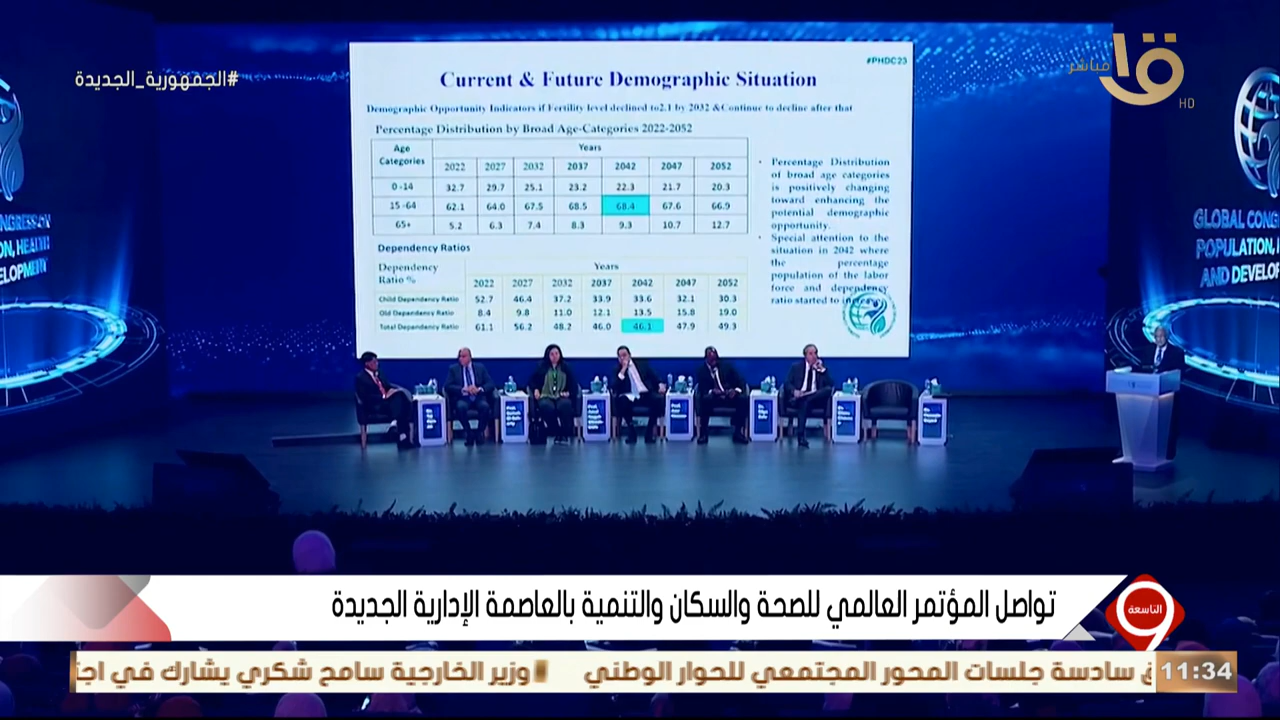 #الجمهورية_الجديدة
مباشر
HD
#PHDC23
Current & Future Demographic Situation
Demographic Opportunity Indicators if Fertility level declined to2.1 by 2032 &Continue to decline after that
Percentage Distribution by Broad Age-Categories 2022-2052
Age Categories Years
2022 2027 2032 2037 2042 2047 2052
0-14 32.7 29.7 25.1 23.2 22.3 21.7 20.3
15-64 62.1 64.0 67.5 68.5 68.4 67.6 66.9
65+ 5.2 6.3 7.4 8.3 9.3 10.7 12.7
Dependency Ratios
Dependency Ratio % Years
2022 2027 2032 2037 2042 2047 2052
Child Dependency Ratio 52.7 46.4 37.2 33.9 33.6 32.1 30.3
Old Dependency Ratio 8.4 9.8 11.0 12.1 13.5 15.8 19.0
Total Dependency Ratio 61.1 56.2 48.2 46.0 46.1 47.9 49.3
• Percentage Distribution
of broad age categories
is positively changing
toward enhancing the
potential demographic
opportunity.
• Special attention to the
situation in 2042 where
the percentage
population of the labor
force and dependency
ratio started to increase.
GLOBAL CONG
POPULATION,
AND DEVELOP
تواصل المؤتمر العالمي للصحة والسكان والتنمية بالعاصمة الإدارية الجديدة
التاسعة
سادسة جلسات المحور المجتمعي للحوار الوطني
وزير الخارجية سامح شكري يشارك في
11:34